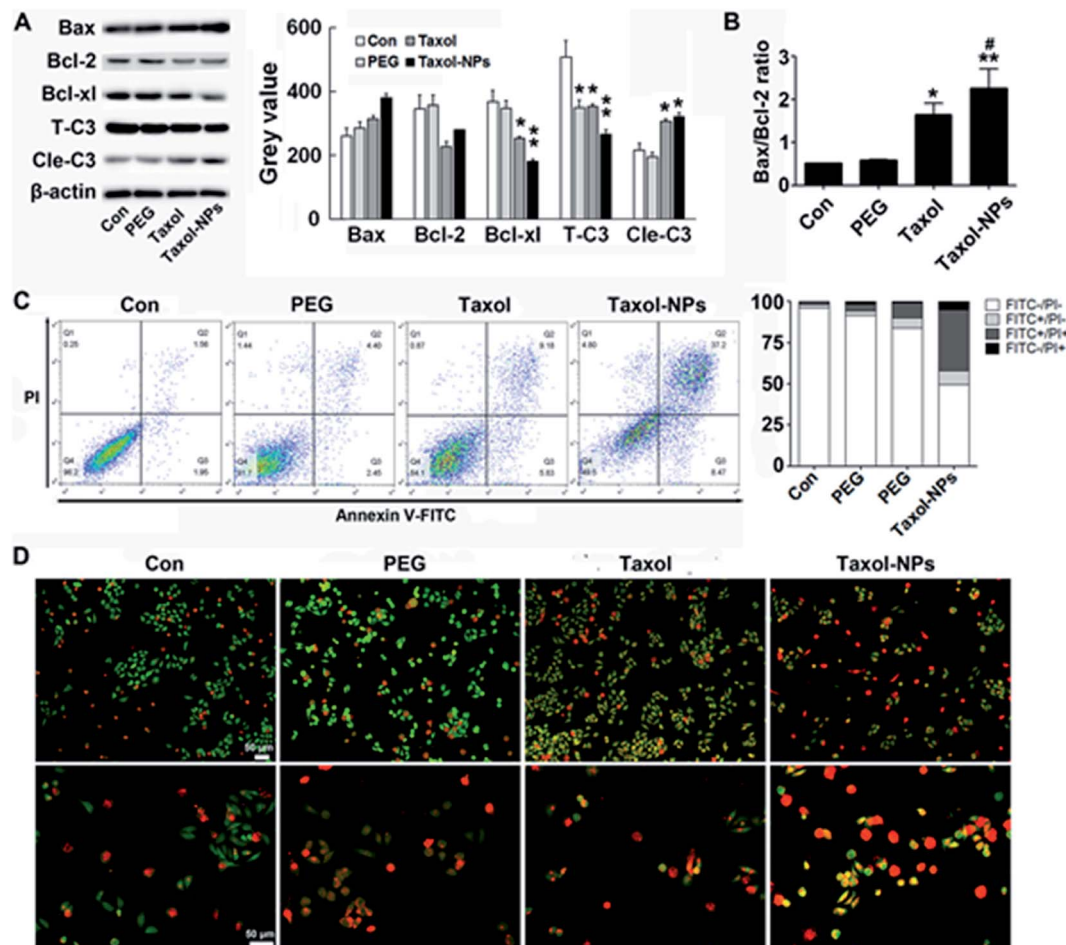 A
Bax
Bcl-2
Bcl-xl
T-C3
Cle-C3
β-actin
Con
PEG
Taxol
Taxol-NPs
Grey value
600
400
200
0
Con
Taxol
PEG
Taxol-NPs
*
**
**
**
*
*
Bax
Bcl-2
Bcl-xl
T-C3
Cle-C3
B
Bax/Bcl-2 ratio
3
2
1
0
*
#
**
Con
PEG
Taxol
Taxol-NPs
C
Con
PEG
Taxol
Taxol-NPs
PI
Q1
0.25
Q2
1.56
Q4
96.2
Q3
1.95
Q1
1.44
Q2
4.40
Q4
Q3
2.45
Q1
0.87
Q2
9.18
Q4
Q3
5.83
Q1
4.80
Q2
37.2
Q4
Q3
8.47
Annexin V-FITC
100
75
50
25
0
FITC-/PI-
FITC+/PI-
FITC+/PI+
FITC-/PI+
Con
PEG
PEG
Taxol-NPs
D
Con
PEG
Taxol
Taxol-NPs
50 μm
50 μm